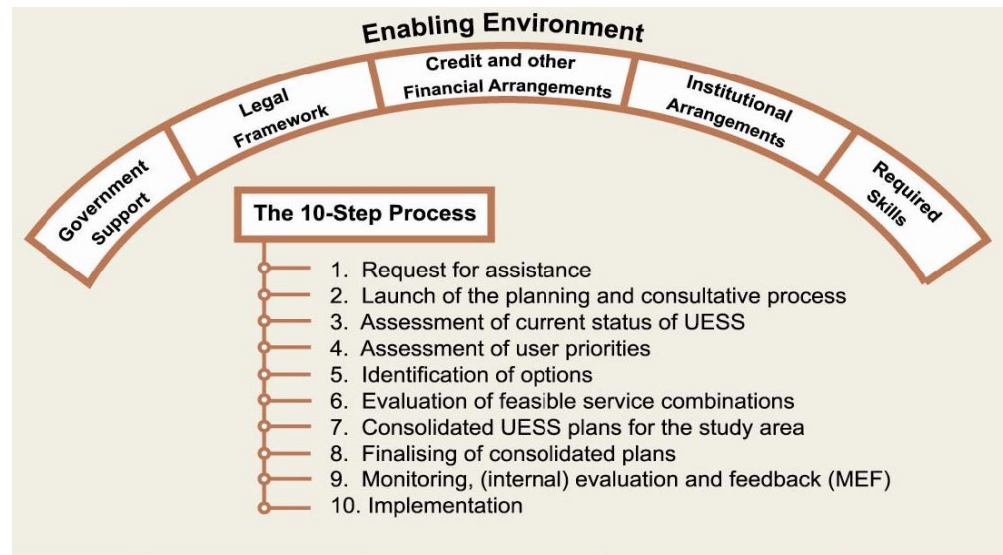 Enabling Environment
Government
Support
Legal
Framework
Credit and other
Financial Arrangements
Institutional
Arrangements
Required
Skills
The 10-Step Process
1. Request for assistance
2. Launch of the planning and consultative process
3. Assessment of current status of UESS
4. Assessment of user priorities
5. Identification of options
6. Evaluation of feasible service combinations
7. Consolidated UESS plans for the study area
8. Finalising of consolidated plans
9. Monitoring, (internal) evaluation and feedback (MEF)
10. Implementation